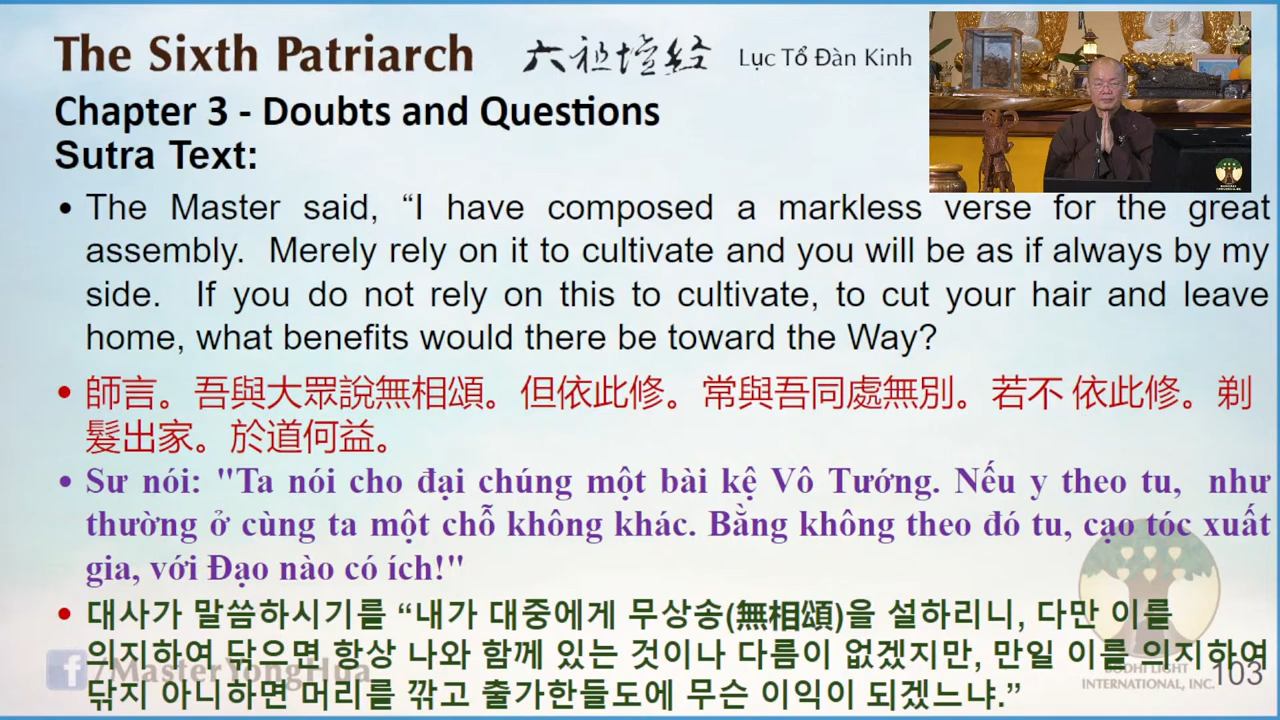 The Sixth Patriarch 六祖壇经 Lục Tổ Đàn Kinh
Chapter 3 - Doubts and Questions
Sutra Text:
• The Master said, “I have composed a markless verse for the great
assembly. Merely rely on it to cultivate and you will be as if always by my
side. If you do not rely on this to cultivate, to cut your hair and leave
home, what benefits would there be toward the Way?
• 師言。吾與大眾說無相頌。但依此修。常與吾同處無別。若不 依此修。剃
髮出家。於道何益。
• Sư nói: "Ta nói cho đại chúng một bài kệ Vô Tướng. Nếu y theo tu, như
thường ở cùng ta một chỗ không khác. Bằng không theo đó tu, cạo tóc xuất
gia, với Đạo nào có ích!"
• 대사가 말씀하시기를 “내가 대중에게 무상송(無相頌)을 설하리니, 다만 이를
의지하여 닦으면 항상 나와 함께 있는 것이나 다름이 없겠지만, 만일 이를 의지하여
닦지 아니하면 머리를 깎고 출가한들도에 무슨 이익이 되겠느냐.”
f /MasterYongHua
BODHI LIGHT
INTERNATIONAL, INC.
103